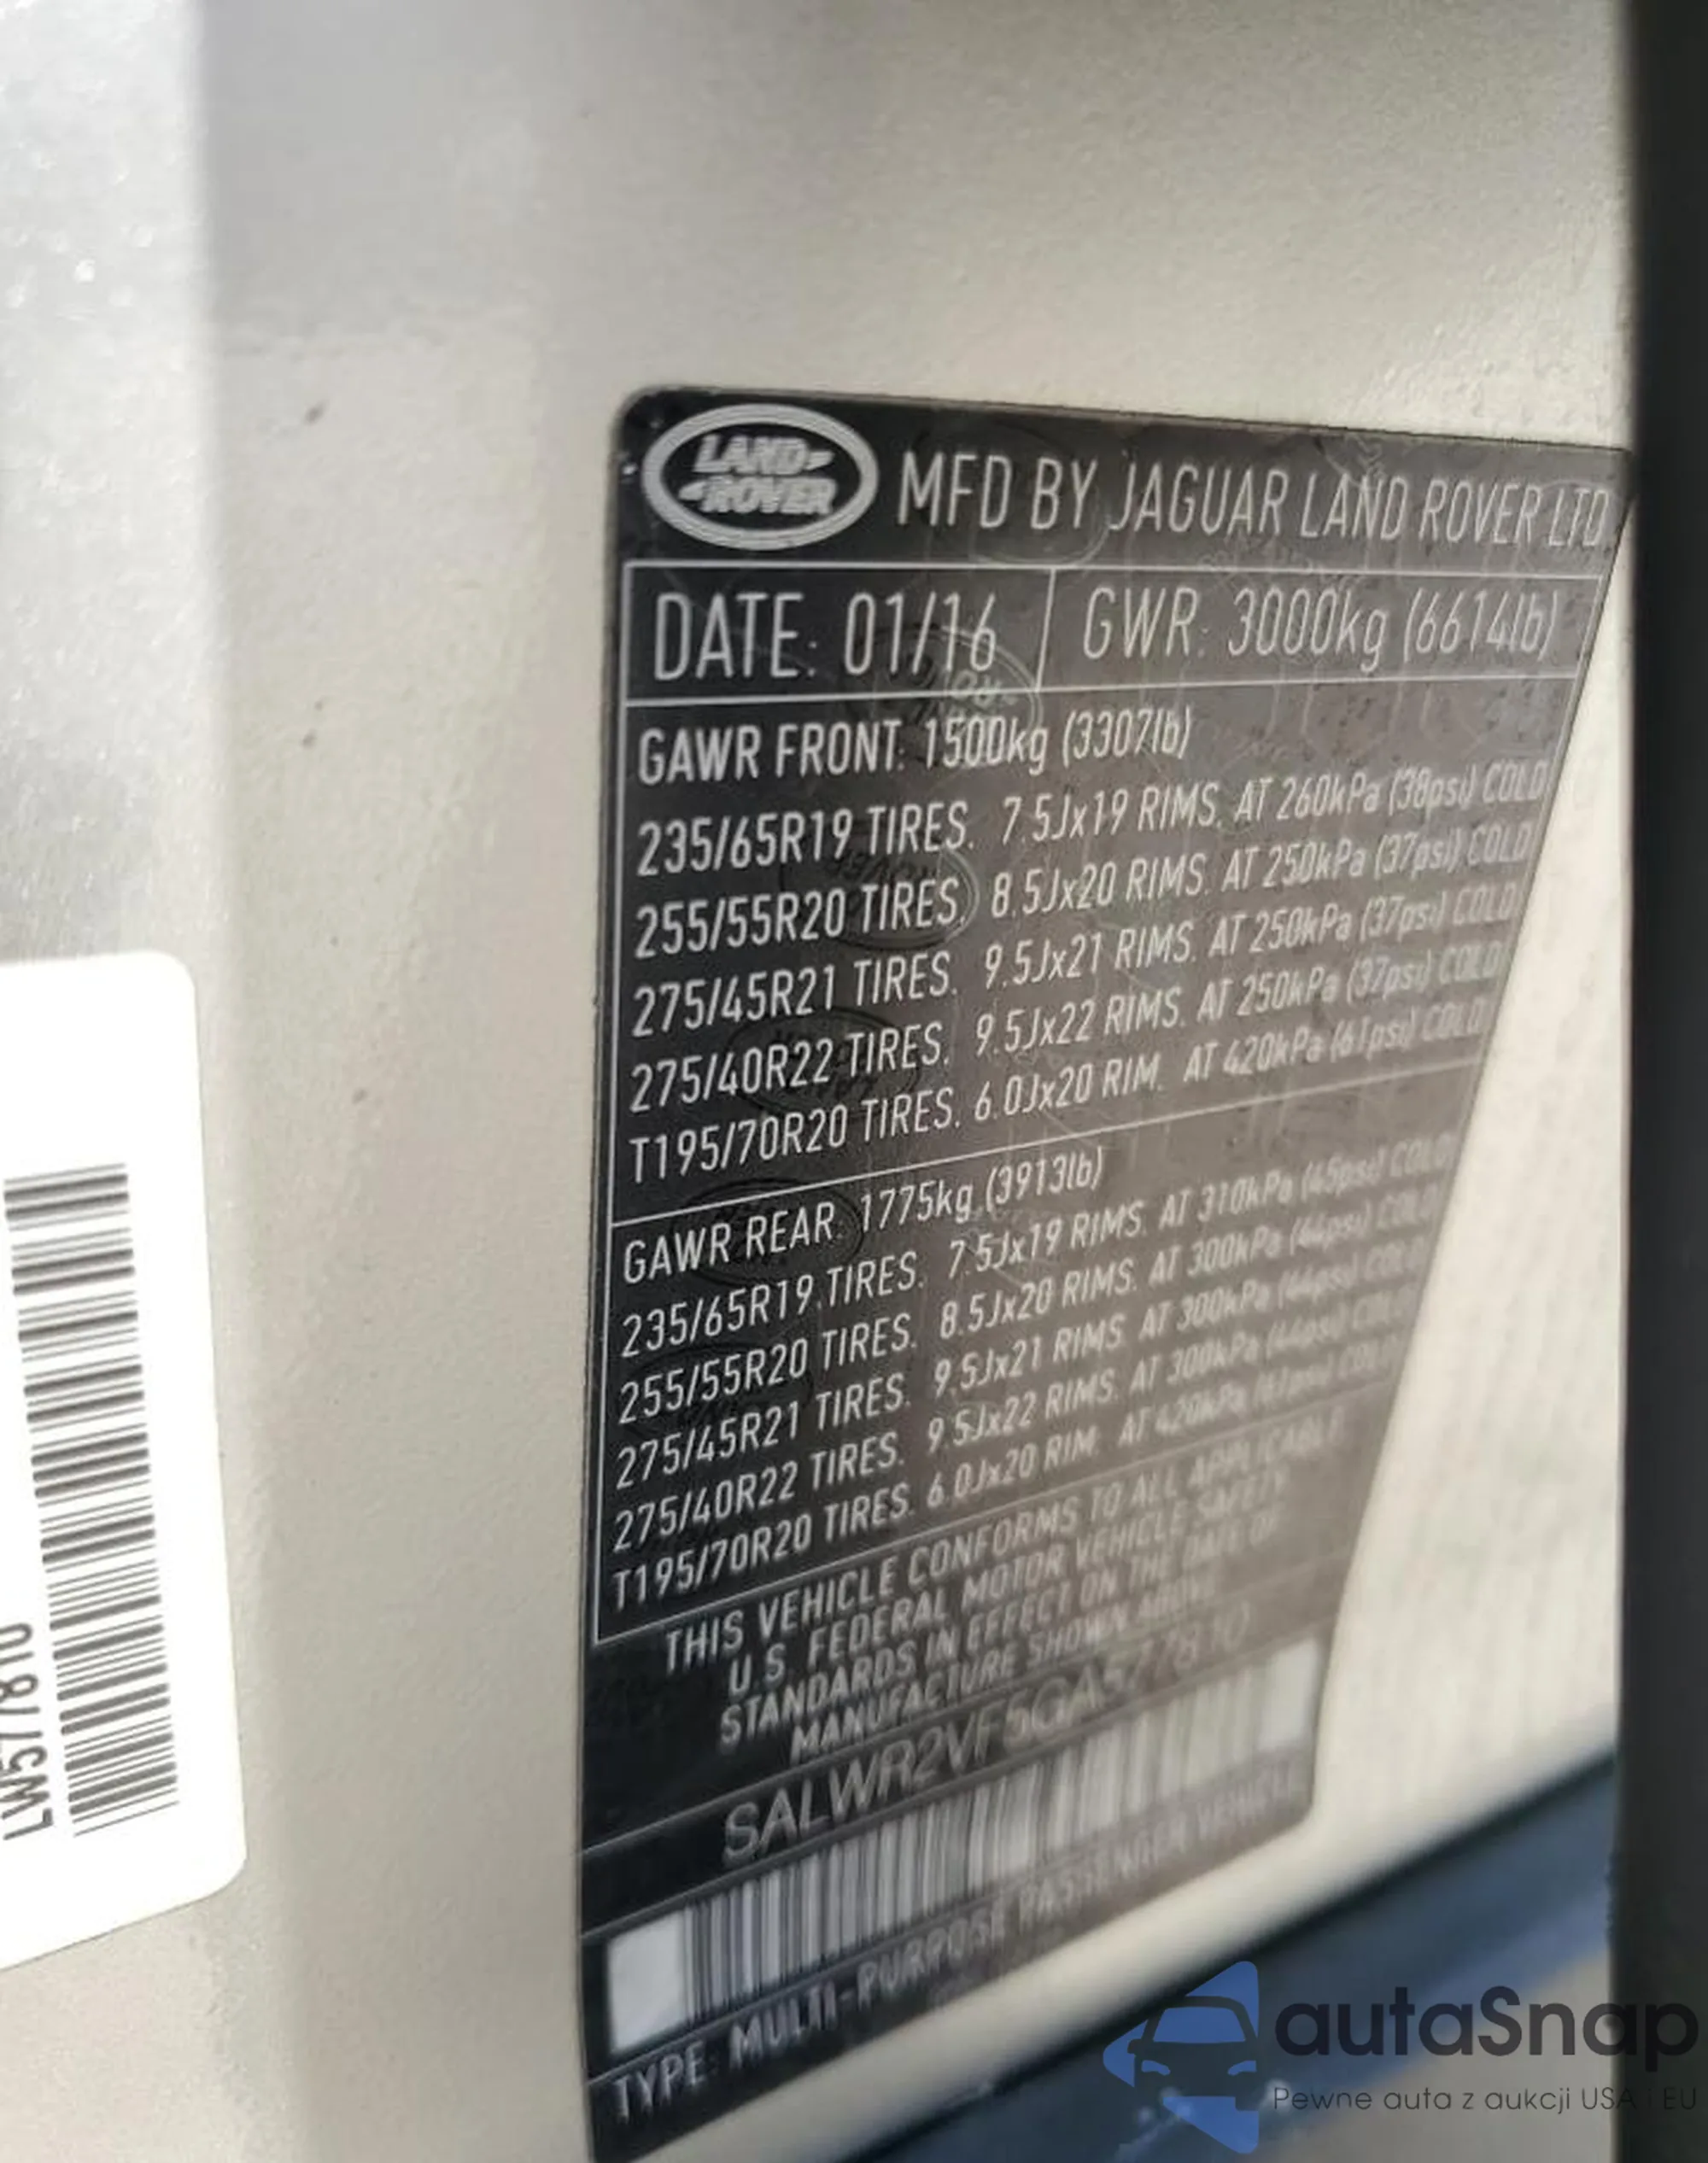 LAND-
-ROVER
MFD BY JAGUAR LAND ROVER LTD
DATE: 01/16 GWR: 3000kg (6614lb)
GAWR FRONT: 1500kg (3307lb)
235/65R19 TIRES. 7.5Jx19 RIMS. AT 260kPa (38psi) COLD
255/55R20 TIRES. 8.5Jx20 RIMS. AT 250kPa (37psi) COLD
275/45R21 TIRES. 9.5Jx21 RIMS. AT 250kPa (37psi) COLD
275/40R22 TIRES. 9.5Jx22 RIMS. AT 250kPa (37psi) COLD
T195/70R20 TIRES. 6.0Jx20 RIM. AT 420kPa (61psi) COLD
GAWR REAR: 1775kg (3913lb)
235/65R19 TIRES. 7.5Jx19 RIMS. AT 310kPa (45psi) COLD
255/55R20 TIRES. 8.5Jx20 RIMS. AT 300kPa (44psi) COLD
275/45R21 TIRES. 9.5Jx21 RIMS. AT 300kPa (44psi) COLD
275/40R22 TIRES. 9.5Jx22 RIMS. AT 300kPa (44psi) COLD
T195/70R20 TIRES. 6.0Jx20 RIM. AT 420kPa (61psi) COLD
THIS VEHICLE CONFORMS TO ALL APPLICABLE
U.S. FEDERAL MOTOR VEHICLE SAFETY
STANDARDS IN EFFECT ON THE DATE OF
MANUFACTURE SHOWN ABOVE
SALWR2VF5GA577810
TYPE: MULTI-PURPOSE PASSENGER VEHICLE
LW577810
autaSnap
Pewne auta z aukcji USA i EU